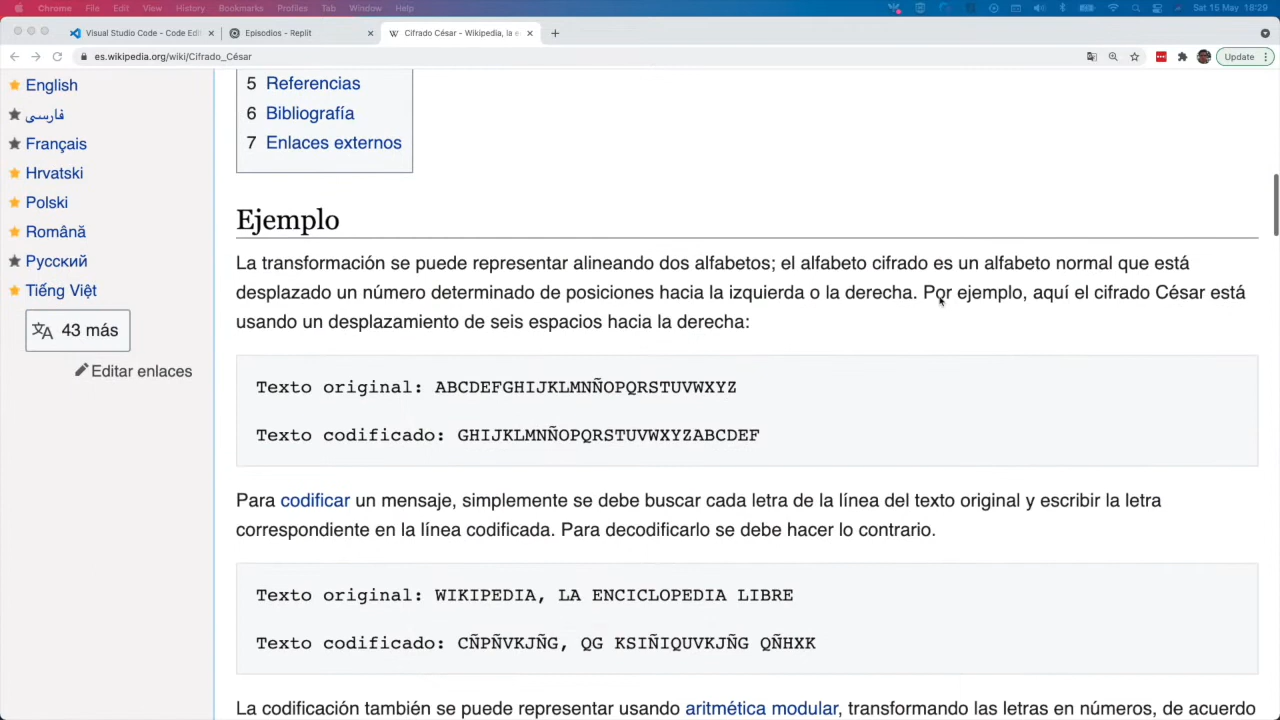 Chrome File Edit View History Bookmarks Profiles Tab Window Help Sat 15 May 18:29
Visual Studio Code - Code Edi × Episodios - Replit × W Cifrado César - Wikipedia, la e × +
es.wikipedia.org/wiki/Cifrado_César Update
English
فارسی
Français
Hrvatski
Polski
Română
Русский
Tiếng Việt
43 más
Editar enlaces
5 Referencias
6 Bibliografía
7 Enlaces externos
Ejemplo
La transformación se puede representar alineando dos alfabetos; el alfabeto cifrado es un alfabeto normal que está
desplazado un número determinado de posiciones hacia la izquierda o la derecha. Por ejemplo, aquí el cifrado César está
usando un desplazamiento de seis espacios hacia la derecha:
Texto original: ABCDEFGHIJKLMNÑOPQRSTUVWXYZ
Texto codificado: GHIJKLMNÑOPQRSTUVWXYZABCDEF
Para codificar un mensaje, simplemente se debe buscar cada letra de la línea del texto original y escribir la letra
correspondiente en la línea codificada. Para decodificarlo se debe hacer lo contrario.
Texto original: WIKIPEDIA, LA ENCICLOPEDIA LIBRE
Texto codificado: CÑPÑVKJÑG, QG KSIÑIQUVKJÑG QÑHXK
La codificación también se puede representar usando aritmética modular, transformando las letras en números, de acuerdo